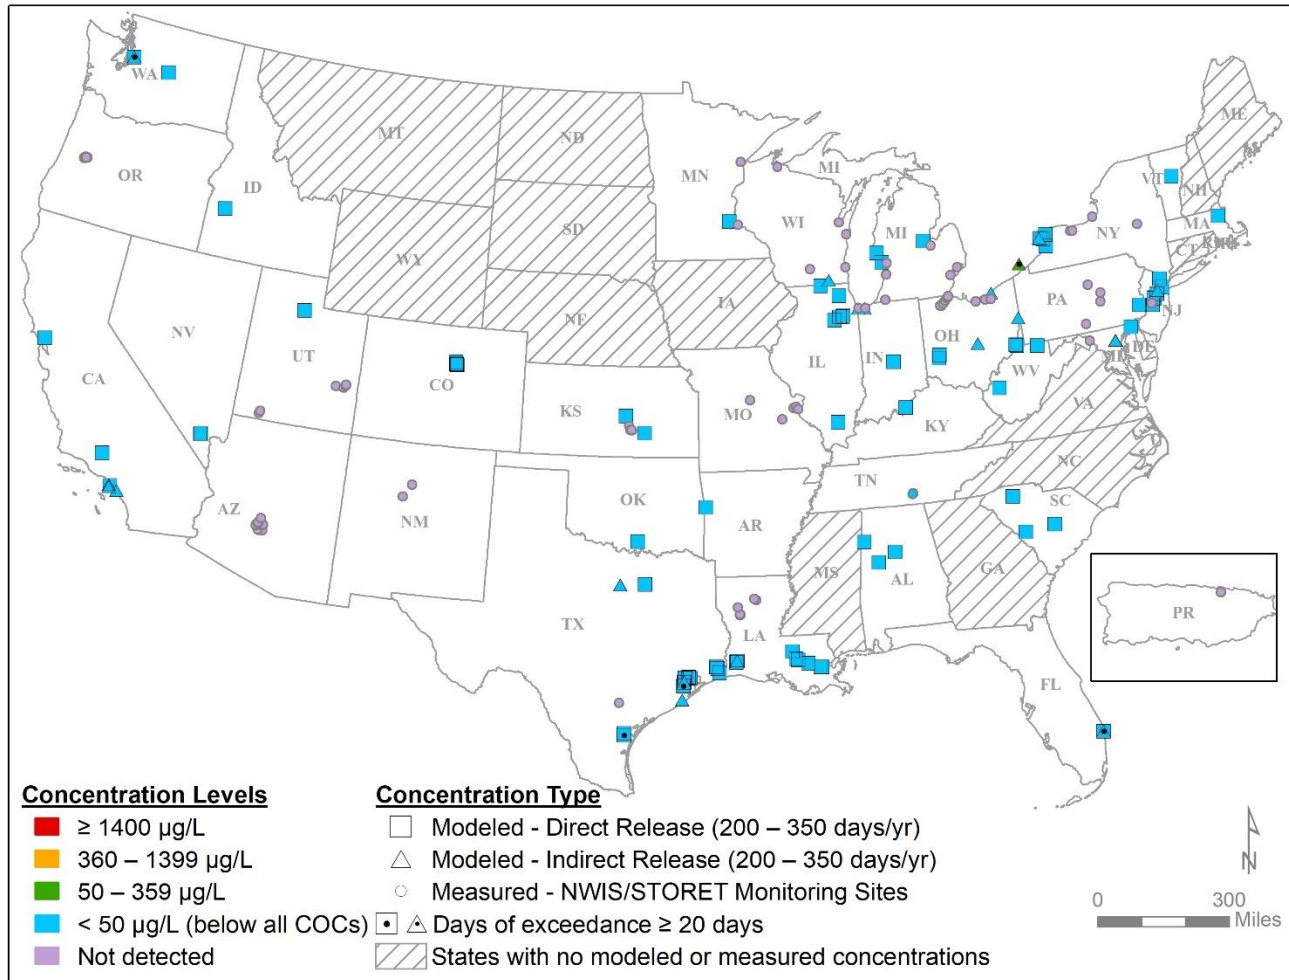 WA
MT
ND
ME
OR
ID
MN
MI
VT
NH
WI
MI
NY
MA
SD
CT
WY
IA
PA
NJ
NE
OH
NV
UT
IL
IN
MD
DE
CA
CO
WV
KS
MO
VA
KY
NC
TN
OK
SC
AZ
NM
AR
MS
AL
GA
TX
LA
PR
FL
Concentration Levels
≥ 1400 µg/L
360 – 1399 µg/L
50 – 359 µg/L
< 50 µg/L (below all COCs)
Not detected
Concentration Type
Modeled - Direct Release (200 – 350 days/yr)
Modeled - Indirect Release (200 – 350 days/yr)
Measured - NWIS/STORET Monitoring Sites
Days of exceedance ≥ 20 days
States with no modeled or measured concentrations
N
0 300
Miles